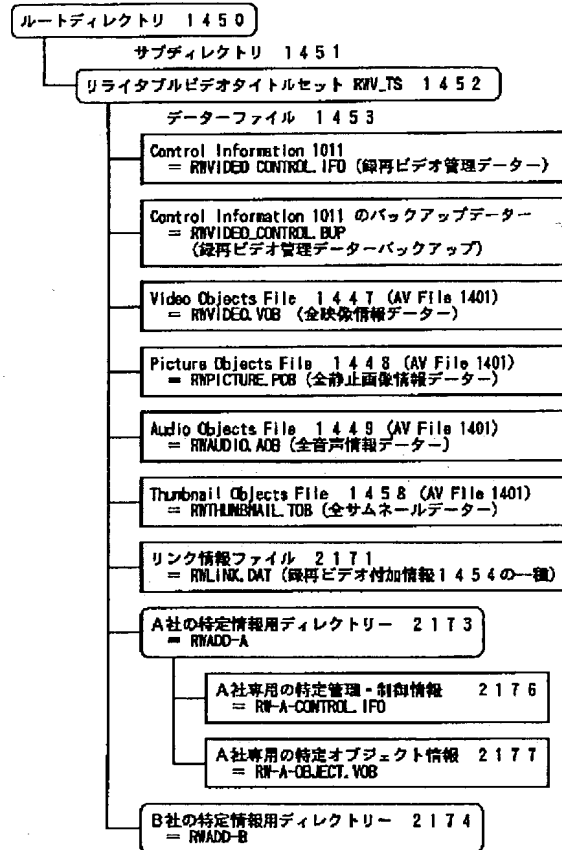 ルートディレクトリ 1450
サブディレクトリ 1451
リライタブルビデオタイトルセット RWV_TS 1452
データーファイル 1453
Control Information 1011
= RWVIDEO_CONTROL.IFO (録再ビデオ管理データー)
Control Information 1011 のバックアップデーター
= RWVIDEO_CONTROL.BUP
(録再ビデオ管理データーバックアップ)
Video Objects File 1447 (AV File 1401)
= RWVIDEO.VOB (全映像情報データー)
Picture Objects File 1448 (AV File 1401)
= RWPICTURE.POB (全静止画像情報データー)
Audio Objects File 1449 (AV File 1401)
= RWAUDIO.AOB (全音声情報データー)
Thumbnail Objects File 1458 (AV File 1401)
= RWTHUMBNAIL.TOB (全サムネールデーター)
リンク情報ファイル 2171
= RWLINK.DAT (録再ビデオ付加情報1454の一種)
A社の特定情報用ディレクトリー 2173
= RWADD-A
A社専用の特定管理・制御情報 2176
= RW-A-CONTROL.IFO
A社専用の特定オブジェクト情報 2177
= RW-A-OBJECT.VOB
B社の特定情報用ディレクトリー 2174
= RWADD-B